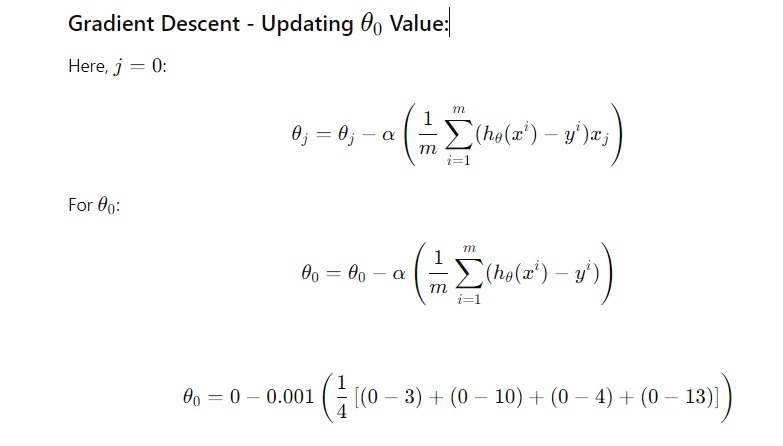 Gradient Descent - Updating θ₀ Value:
Here, j = 0:
θⱼ = θⱼ − α ( 1/m ∑ᵢ₌₁ᵐ (h_θ(xⁱ) − yⁱ)xⱼ )
For θ₀:
θ₀ = θ₀ − α ( 1/m ∑ᵢ₌₁ᵐ (h_θ(xⁱ) − yⁱ) )
θ₀ = 0 − 0.001 ( 1/4 [(0 − 3) + (0 − 10) + (0 − 4) + (0 − 13)] )